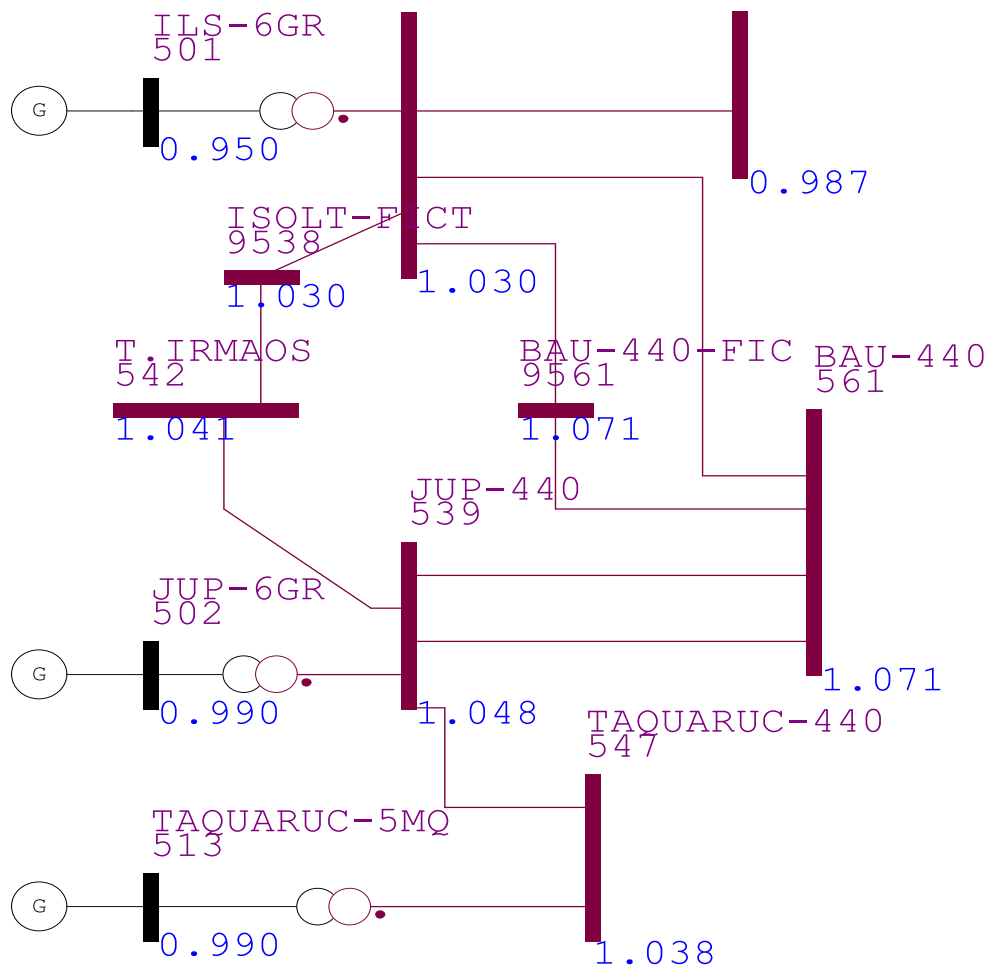 ILS-6GR
501
G
0.950
0.987
ISOLT-FICT
9538
1.030
1.030
T.IRMAOS
542
1.041
BAU-440-FIC
9561
1.071
BAU-440
561
JUP-440
539
JUP-6GR
502
G
0.990
1.048
1.071
TAQUARUC-440
547
TAQUARUC-5MQ
513
G
0.990
1.038